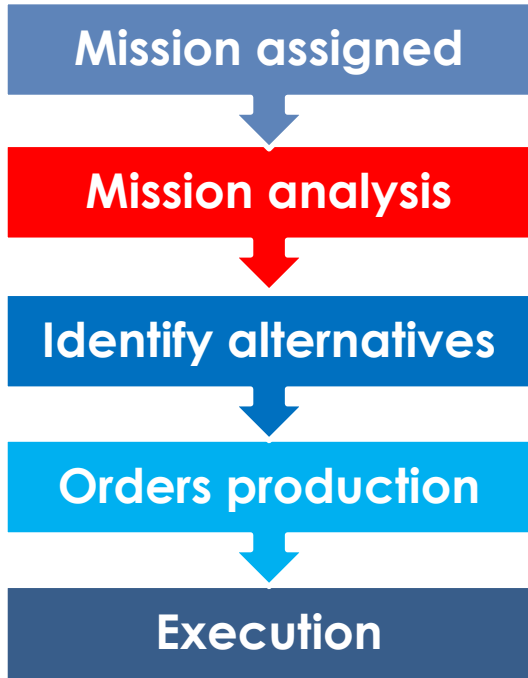 Mission assigned
Mission analysis
Identify alternatives
Orders production
Execution